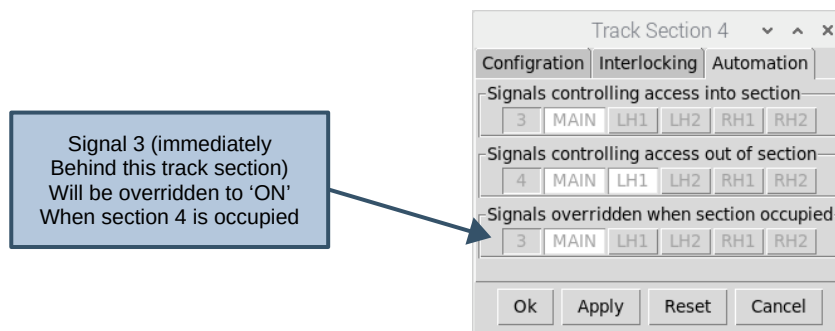 Track Section 4
Configration Interlocking Automation
Signals controlling access into section
3 MAIN LH1 LH2 RH1 RH2
Signal 3 (immediately
Behind this track section)
Will be overridden to ‘ON’
When section 4 is occupied
Signals controlling access out of section
4 MAIN LH1 LH2 RH1 RH2
Signals overridden when section occupied
3 MAIN LH1 LH2 RH1 RH2
Ok Apply Reset Cancel